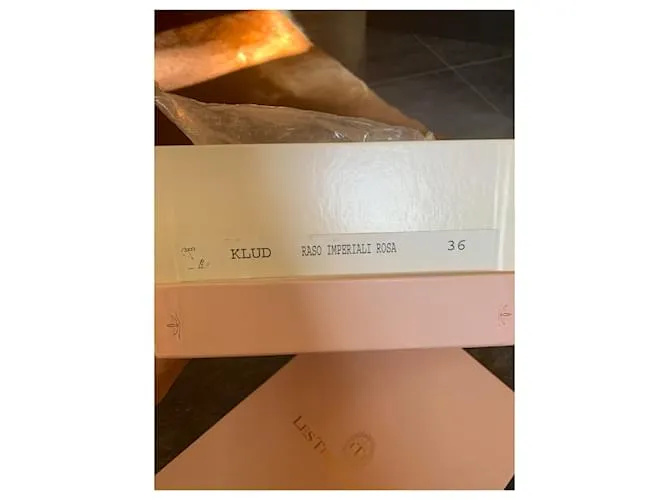 KLUD RASO IMPERIALI ROSA 36